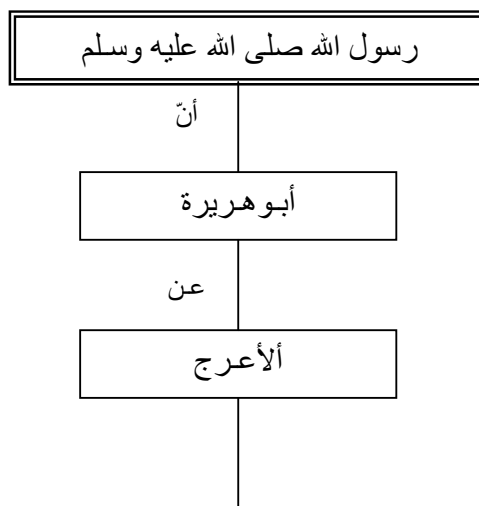 رسول الله صلى الله عليه وسلم
أنّ
أبوهريرة
عن
ألأعرج